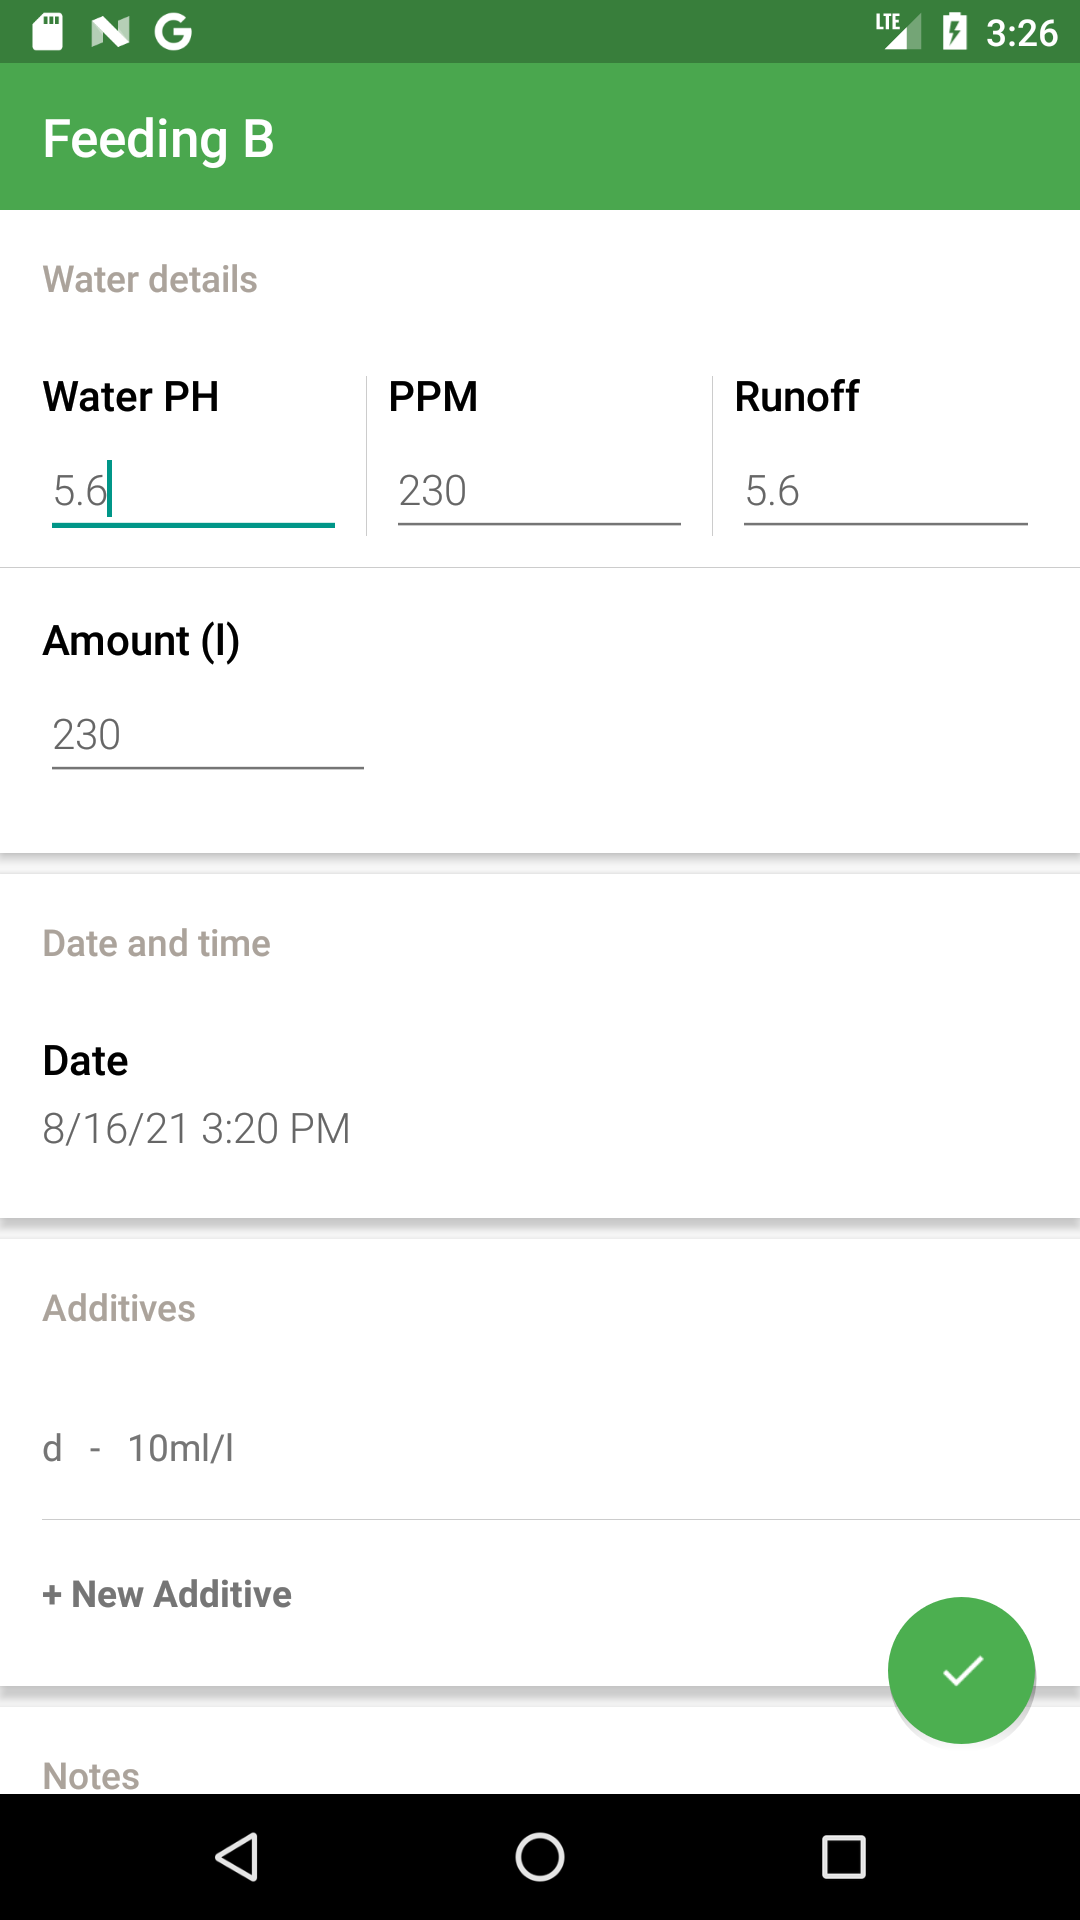 LTE 3:26
Feeding B
Water details
Water PH PPM Runoff
5.6 230 5.6
Amount (l)
230
Date and time
Date
8/16/21 3:20 PM
Additives
d - 10ml/l
+ New Additive
Notes